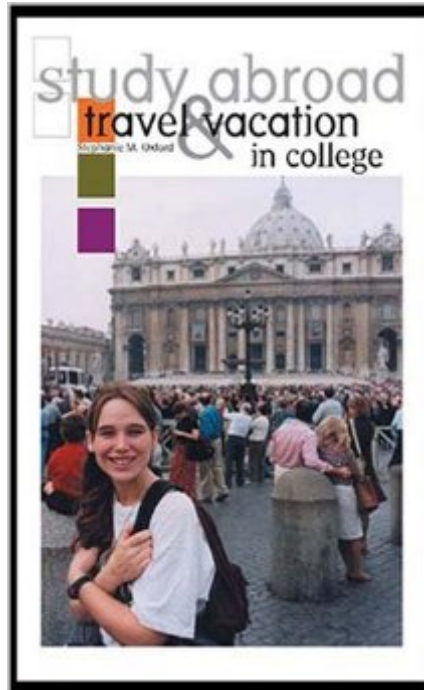 study abroad
&
travel vacation
Stephanie M. Oxford
in college